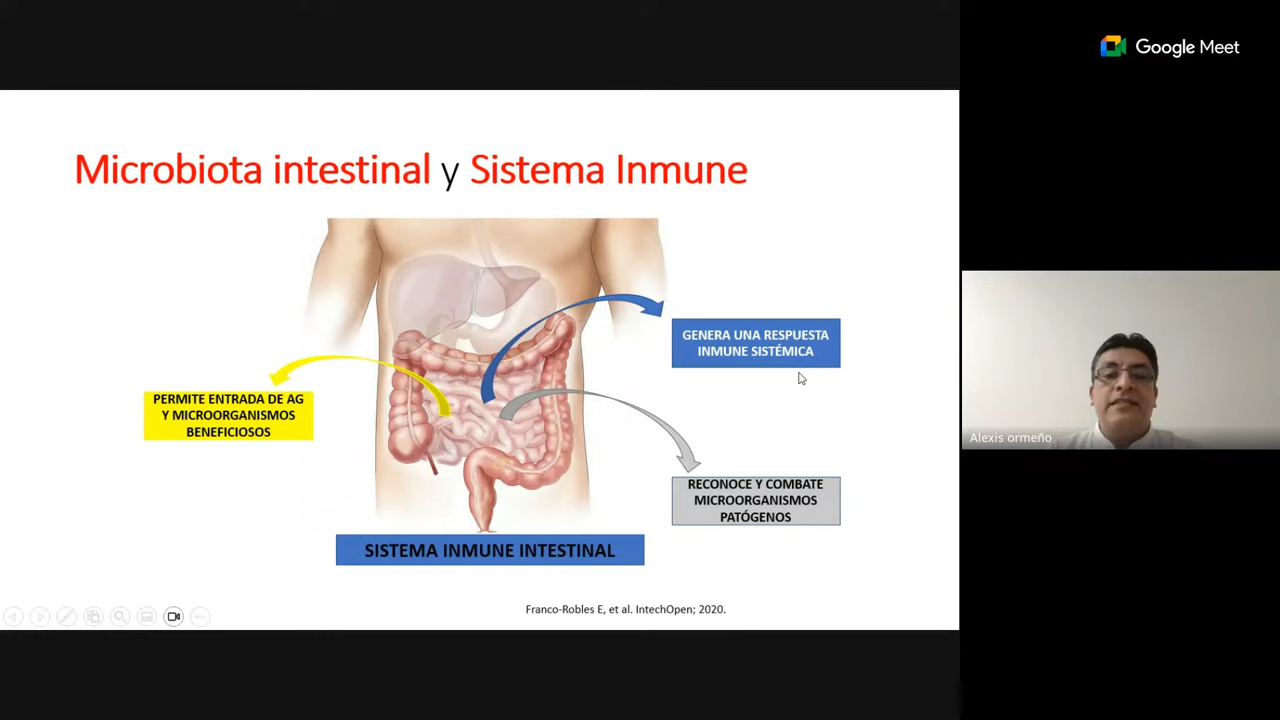 Google Meet
Microbiota intestinal y Sistema Inmune
GENERA UNA RESPUESTA
INMUNE SISTÉMICA
PERMITE ENTRADA DE AG
Y MICROORGANISMOS
BENEFICIOSOS
RECONOCE Y COMBATE
MICROORGANISMOS
PATÓGENOS
SISTEMA INMUNE INTESTINAL
Franco-Robles E, et al. IntechOpen; 2020.
Alexis ormeño